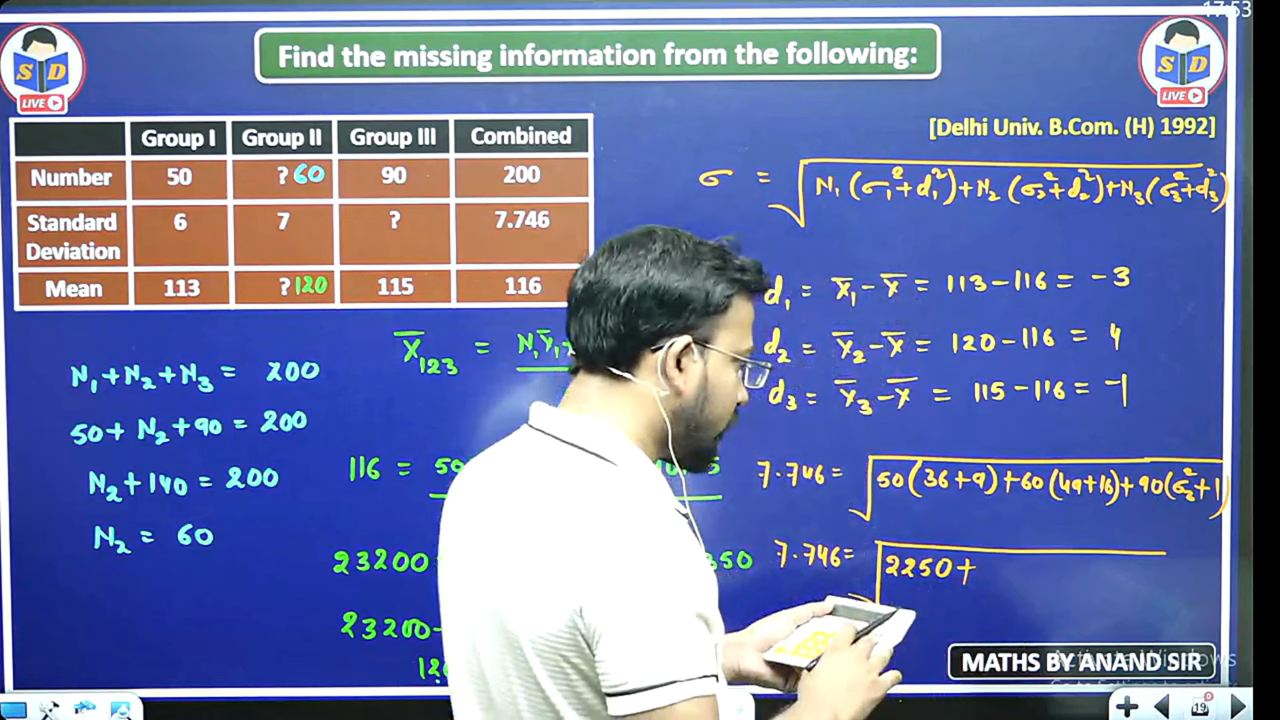 17:53
Find the missing information from the following:
S D
LIVE
S D
LIVE
[Delhi Univ. B.Com. (H) 1992]
Group I Group II Group III Combined
Number 50 ? 60 90 200
Standard Deviation 6 7 ? 7.746
Mean 113 ? 120 115 116
N₁+N₂+N₃ = 200
50+ N₂+90 = 200
N₂+140 = 200
N₂ = 60
X̄₁₂₃ = N₁X̄₁
116 = 50
23200
350
23200-
σ = √N₁(σ₁²+d₁²)+N₂(σ₂²+d₂²)+N₃(σ₃²+d₃²)
d₁ = X̄₁-X̄ = 113-116 = -3
d₂ = X̄₂-X̄ = 120-116 = 4
d₃ = X̄₃-X̄ = 115-116 = -1
7.746 = √50(36+9)+60(49+16)+90(σ₃²+1)
7.746 = √2250+
MATHS BY ANAND SIR
19